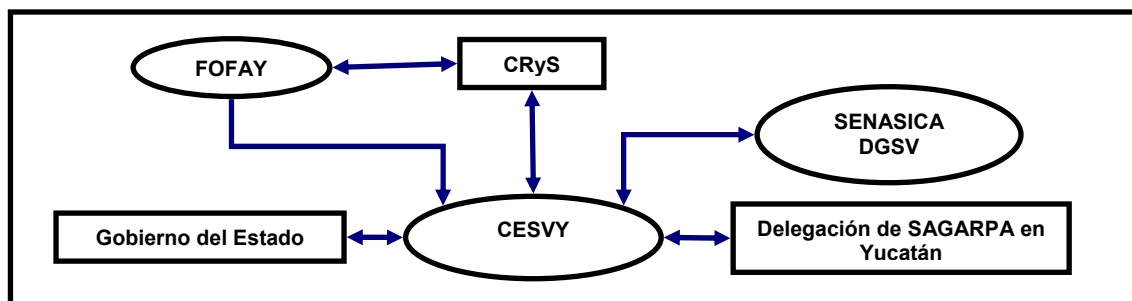 FOFAY
CRyS
SENASICA
DGSV
Gobierno del Estado
CESVY
Delegación de SAGARPA en
Yucatán